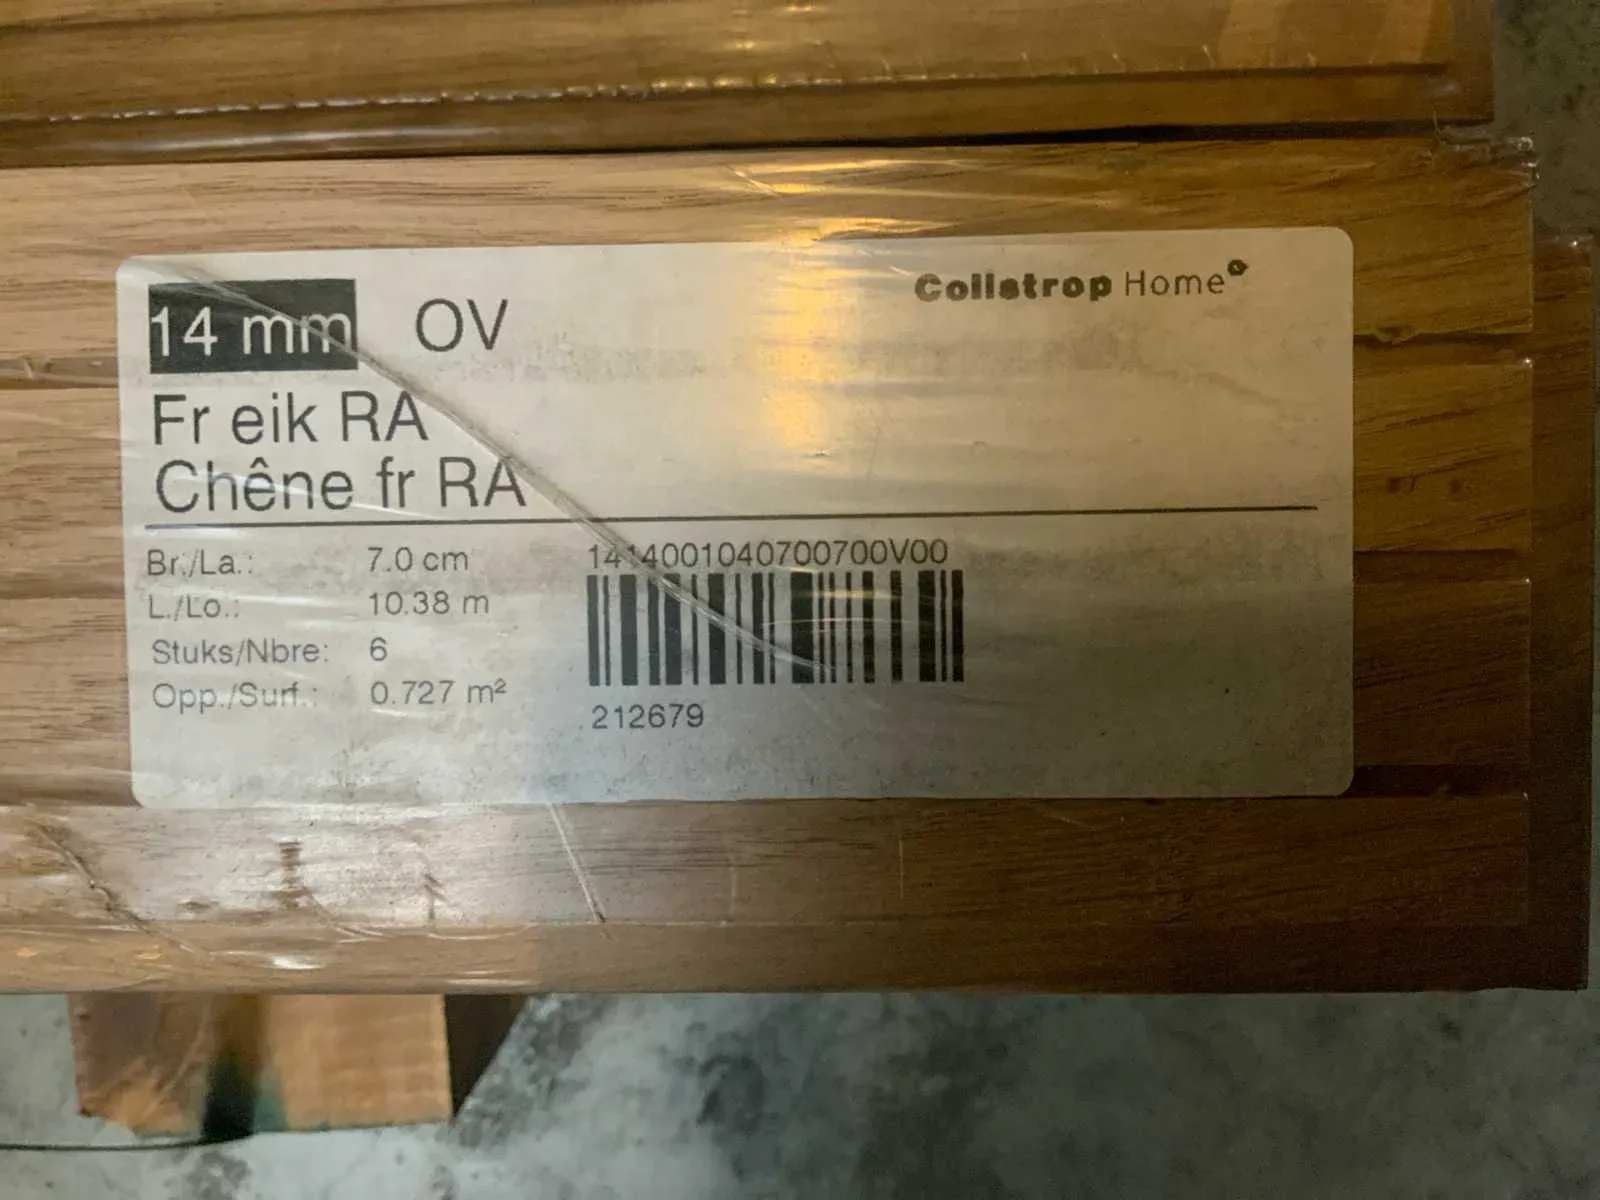 14 mm OV
Collstrop Home
Fr eik RA
Chêne fr RA
Br./La.: 7.0 cm
L./Lo.: 10.38 m
Stuks/Nbre: 6
Opp./Surf.: 0.727 m²
1414001040700700V00
212679